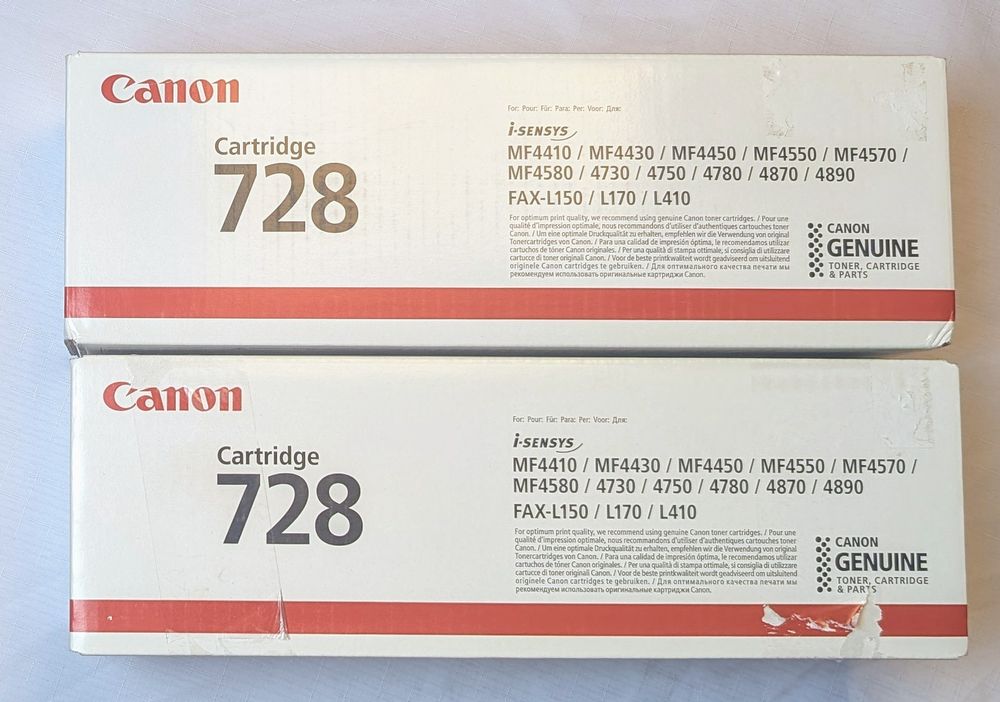 Canon
Cartridge
728
For: Pour: Für: Para: Per: Voor: Для:
i-SENSYS
MF4410 / MF4430 / MF4450 / MF4550 / MF4570 /
MF4580 / 4730 / 4750 / 4780 / 4870 / 4890
FAX-L150 / L170 / L410
For optimum print quality, we recommend using genuine Canon toner cartridges. / Pour une
qualité d'impression optimale, nous recommandons d'utiliser d'authentiques cartouches toner
Canon. / Um eine optimale Druckqualität zu erhalten, empfehlen wir die Verwendung von original
Tonercartridges von Canon. / Para una calidad de impresión óptima, le recomendamos utilizar
cartuchos de tóner Canon originales. / Per una qualità di stampa ottimale, si consiglia di utilizzare
cartucce di toner originali Canon. / Voor de beste printkwaliteit wordt geadviseerd om uitsluitend
originele Canon cartridges te gebruiken. / Для оптимального качества печати мы
рекомендуем использовать оригинальные картриджи Canon.
CANON
GENUINE
TONER, CARTRIDGE
& PARTS
Canon
Cartridge
728
For: Pour: Für: Para: Per: Voor: Для:
i-SENSYS
MF4410 / MF4430 / MF4450 / MF4550 / MF4570 /
MF4580 / 4730 / 4750 / 4780 / 4870 / 4890
FAX-L150 / L170 / L410
For optimum print quality, we recommend using genuine Canon toner cartridges. / Pour une
qualité d'impression optimale, nous recommandons d'utiliser d'authentiques cartouches toner
Canon. / Um eine optimale Druckqualität zu erhalten, empfehlen wir die Verwendung von original
Tonercartridges von Canon. / Para una calidad de impresión óptima, le recomendamos utilizar
cartuchos de tóner Canon originales. / Per una qualità di stampa ottimale, si consiglia di utilizzare
cartucce di toner originali Canon. / Voor de beste printkwaliteit wordt geadviseerd om uitsluitend
originele Canon cartridges te gebruiken. / Для оптимального качества печати мы
рекомендуем использовать оригинальные картриджи Canon.
CANON
GENUINE
TONER, CARTRIDGE
& PARTS